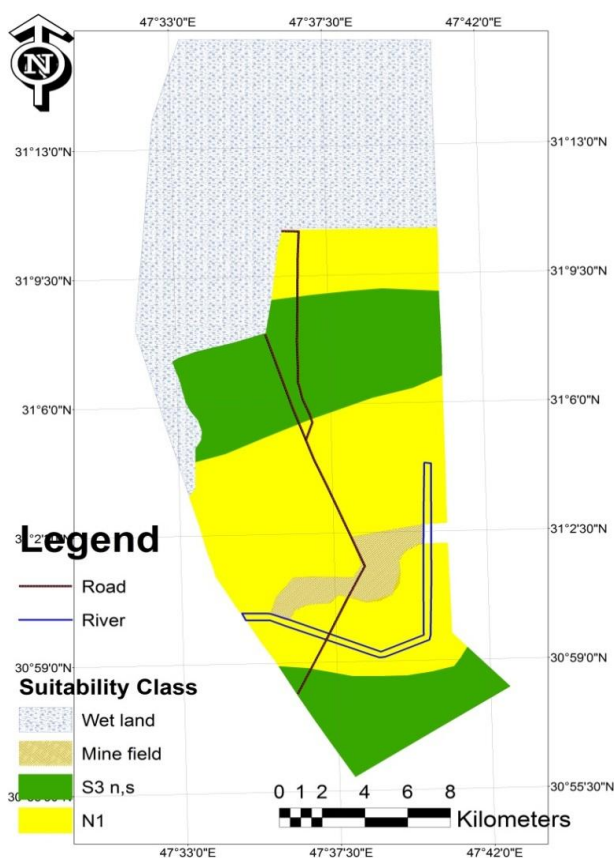 47°33'0"E 47°37'30"E 47°42'0"E
N
31°13'0"N 31°13'0"N
31°9'30"N 31°9'30"N
31°6'0"N 31°6'0"N
31°2'30"N
Legend
Road
River
30°59'0"N 30°59'0"N
Suitability Class
Wet land
Mine field
S3 n,s
30°55'30"N
N1
0 1 2 4 6 8
Kilometers
47°33'0"E 47°37'30"E 47°42'0"E